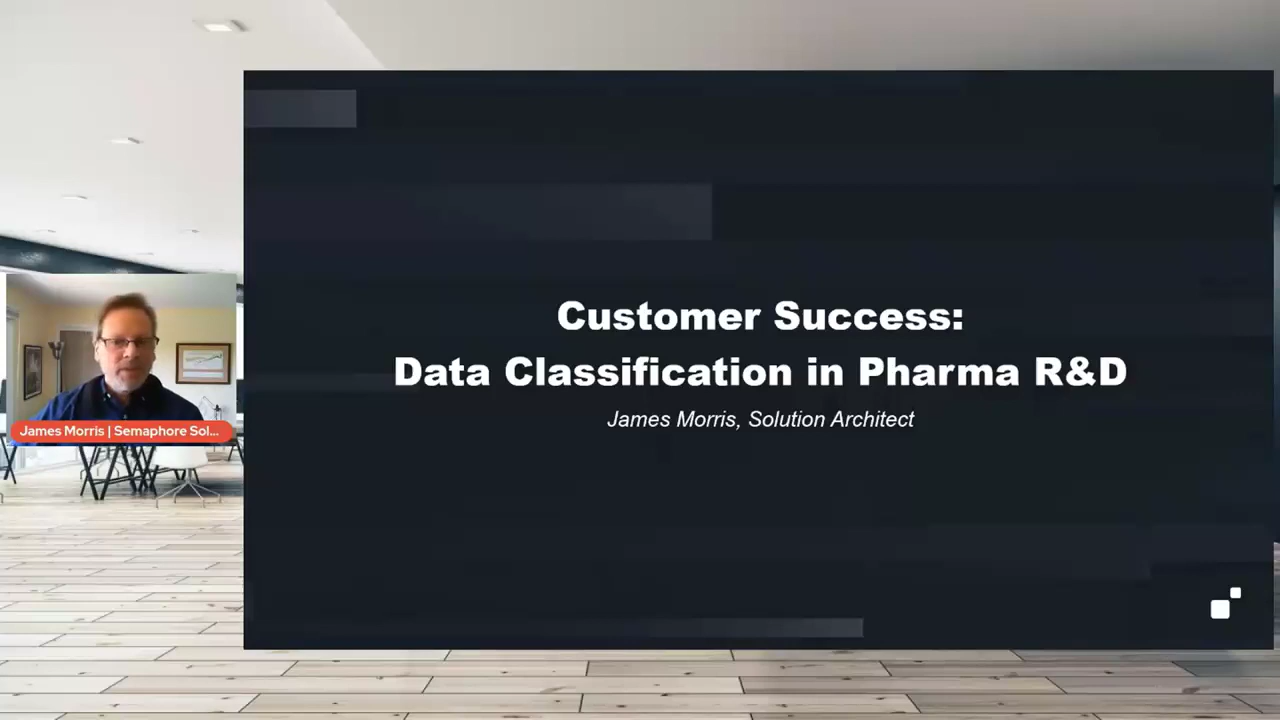 Customer Success:
Data Classification in Pharma R&D
James Morris, Solution Architect
James Morris | Semaphore Sol...